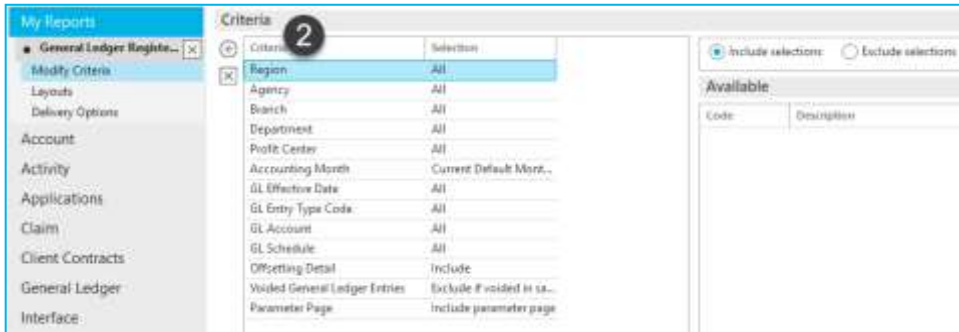 My Reports
General Ledger Registe...
Modify Criteria
Layouts
Delivery Options
Account
Activity
Applications
Claim
Client Contracts
General Ledger
Interface
Criteria
2
Criteria Selection
Region All
Agency All
Branch All
Department All
Profit Center All
Accounting Month Current Default Mont...
GL Effective Date All
GL Entry Type Code All
GL Account All
GL Schedule All
Offsetting Detail Include
Voided General Ledger Entries Exclude if voided in sa...
Parameter Page Include parameter page
Include selections Exclude selections
Available
Code Description